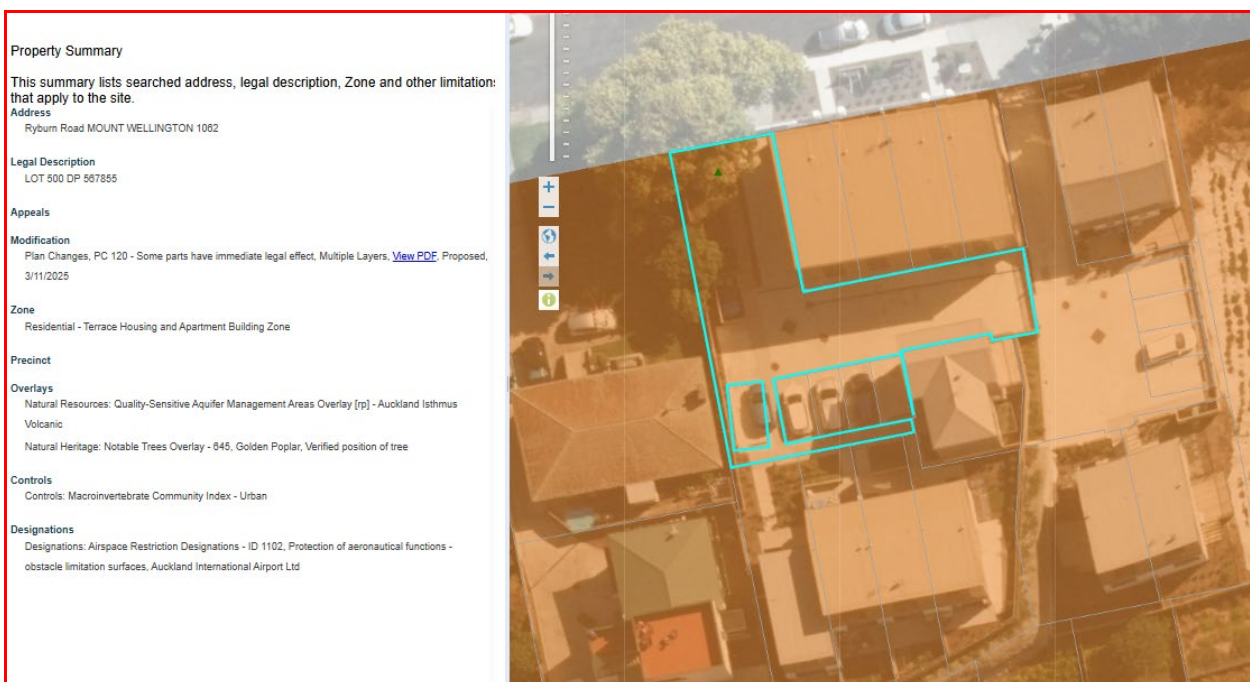 Property Summary
This summary lists searched address, legal description, Zone and other limitations
that apply to the site.
Address
Ryburn Road MOUNT WELLINGTON 1062
Legal Description
LOT 500 DP 567855
Appeals
Modification
Plan Changes, PC 120 - Some parts have immediate legal effect, Multiple Layers, View PDF, Proposed,
3/11/2025
Zone
Residential - Terrace Housing and Apartment Building Zone
Precinct
Overlays
Natural Resources: Quality-Sensitive Aquifer Management Areas Overlay [rp] - Auckland Isthmus
Volcanic
Natural Heritage: Notable Trees Overlay - 645, Golden Poplar, Verified position of tree
Controls
Controls: Macroinvertebrate Community Index - Urban
Designations
Designations: Airspace Restriction Designations - ID 1102, Protection of aeronautical functions -
obstacle limitation surfaces, Auckland International Airport Ltd